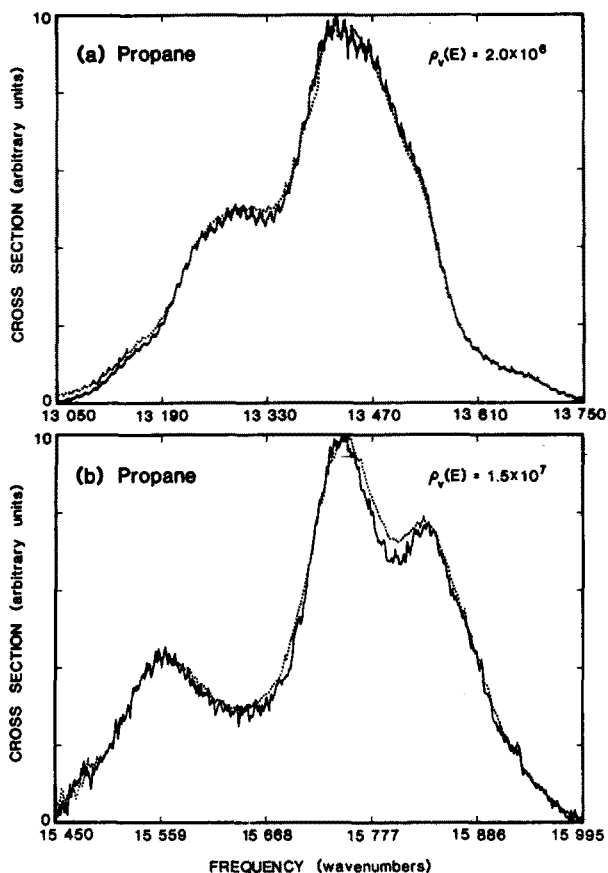 10
(a) Propane
ρᵥ(E) = 2.0×10⁶
CROSS SECTION (arbitrary units)
0
13 050
13 190
13 330
13 470
13 610
13 750
10
(b) Propane
ρᵥ(E) = 1.5×10⁷
CROSS SECTION (arbitrary units)
0
15 450
15 559
15 668
15 777
15 886
15 995
FREQUENCY (wavenumbers)